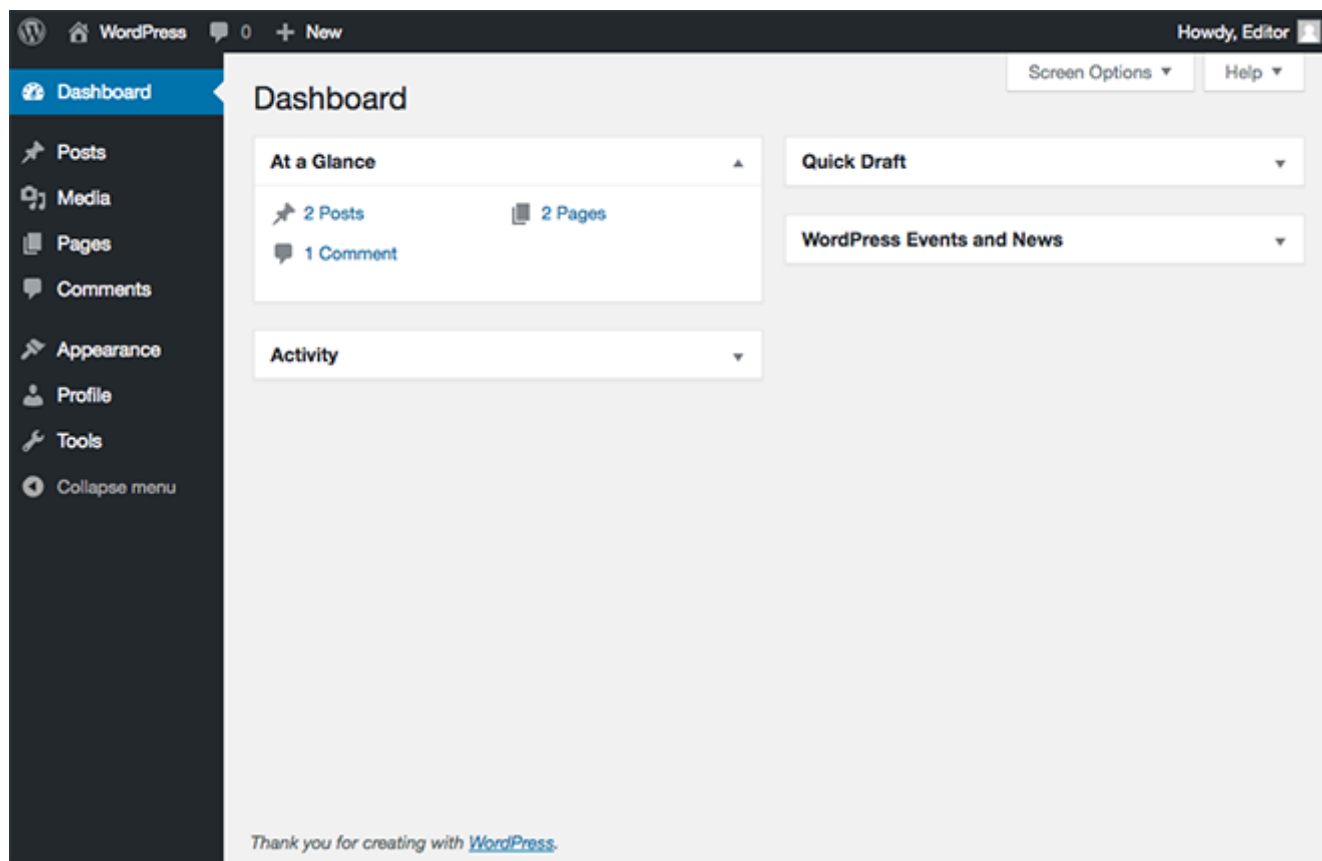 WordPress 0 New Howdy, Editor
Screen Options Help
Dashboard
Posts
Media
Pages
Comments
Appearance
Profile
Tools
Collapse menu
Dashboard
At a Glance
2 Posts 2 Pages
1 Comment
Activity
Quick Draft
WordPress Events and News
Thank you for creating with WordPress.